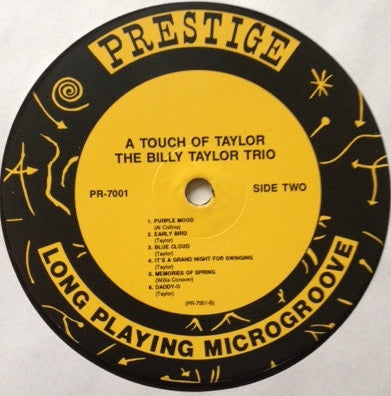 PRESTIGE
A TOUCH OF TAYLOR
THE BILLY TAYLOR TRIO
PR-7001
SIDE TWO
1. PURPLE MOOD
(Al Collins)
2. EARLY BIRD
(Taylor)
3. BLUE CLOUD
(Taylor)
4. IT'S A GRAND NIGHT FOR SWINGING
(Taylor)
5. MEMORIES OF SPRING
(Willis Conover)
6. DADDY-O
(Taylor)
(PR-7001-B)
LONG PLAYING MICROGROOVE